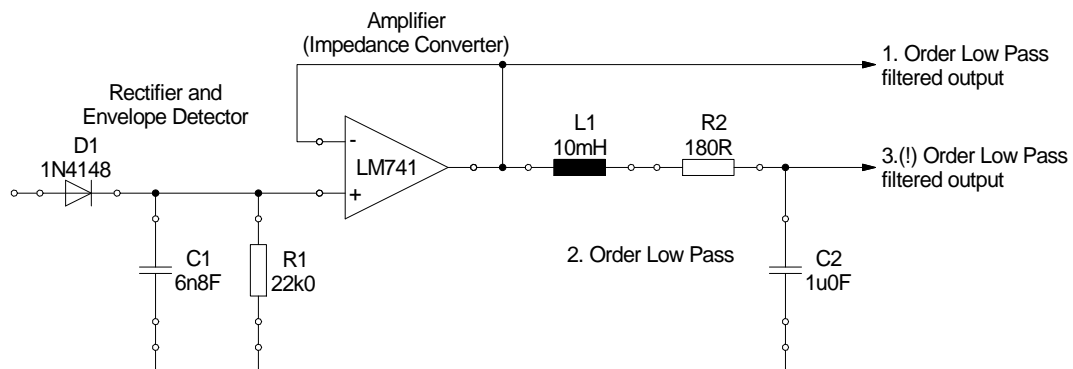 Amplifier
(Impedance Converter)
1. Order Low Pass
filtered output
Rectifier and
Envelope Detector
D1
1N4148
-
LM741
+
L1
10mH
R2
180R
3.(!) Order Low Pass
filtered output
C1
6n8F
R1
22k0
2. Order Low Pass
C2
1u0F